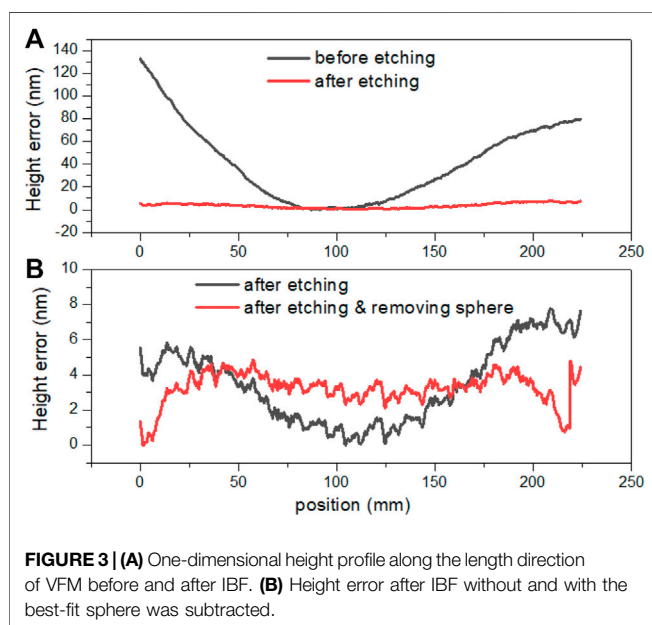 A
140
120
100
80
60
40
20
0
-20
Height error (nm)
before etching
after etching
0
50
100
150
200
250
B
10
8
6
4
2
0
Height error (nm)
after etching
after etching & removing sphere
0
50
100
150
200
250
position (mm)
FIGURE 3 | (A) One-dimensional height profile along the length direction
of VFM before and after IBF. (B) Height error after IBF without and with the
best-fit sphere was subtracted.